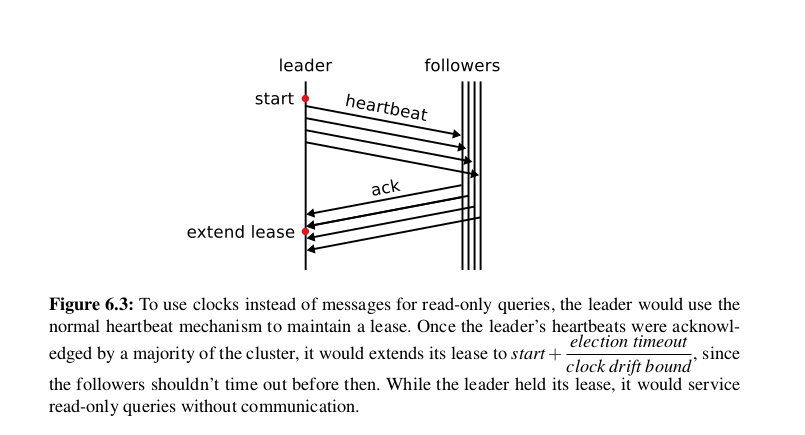 leader
followers
start
heartbeat
ack
extend lease
Figure 6.3: To use clocks instead of messages for read-only queries, the leader would use the
normal heartbeat mechanism to maintain a lease. Once the leader's heartbeats were acknowl-
edged by a majority of the cluster, it would extends its lease to start + election timeout / clock drift bound, since
the followers shouldn't time out before then. While the leader held its lease, it would service
read-only queries without communication.